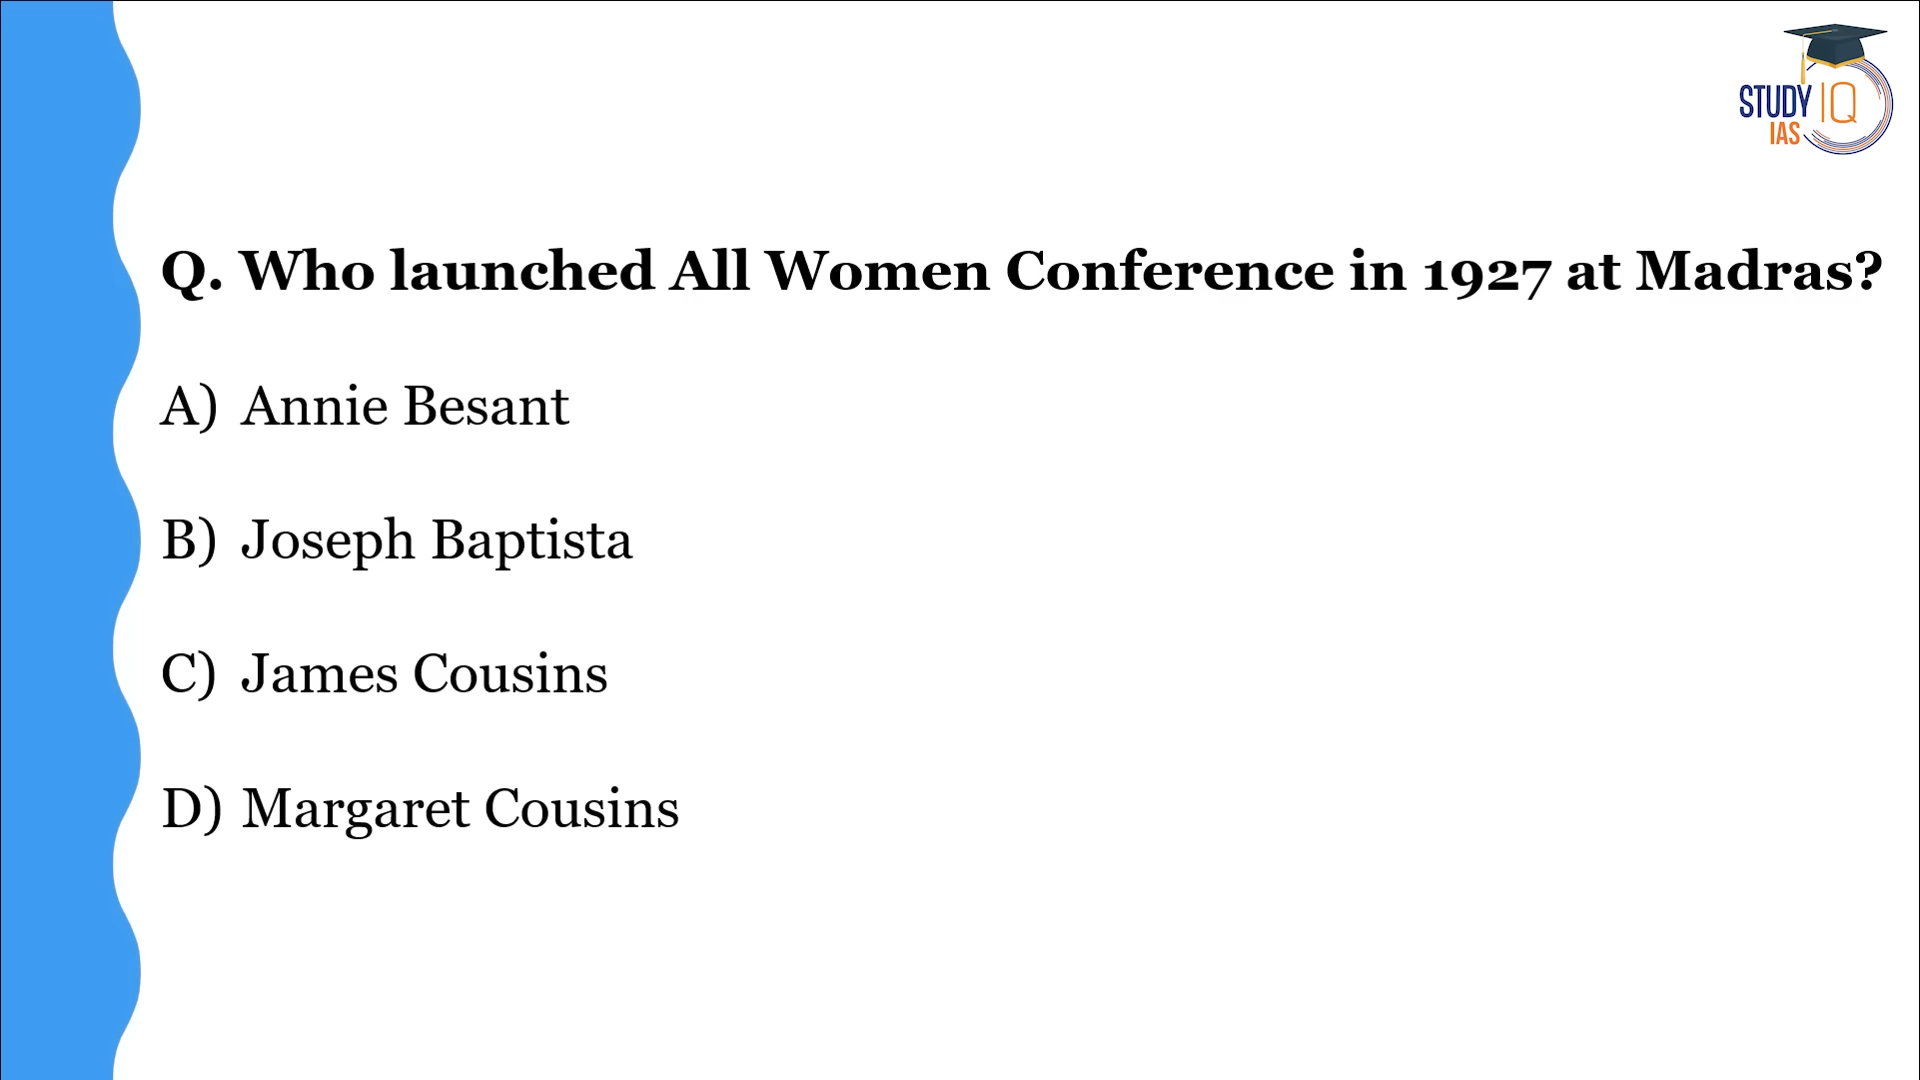 STUDY IQ
IAS
Q. Who launched All Women Conference in 1927 at Madras?
A) Annie Besant
B) Joseph Baptista
C) James Cousins
D) Margaret Cousins